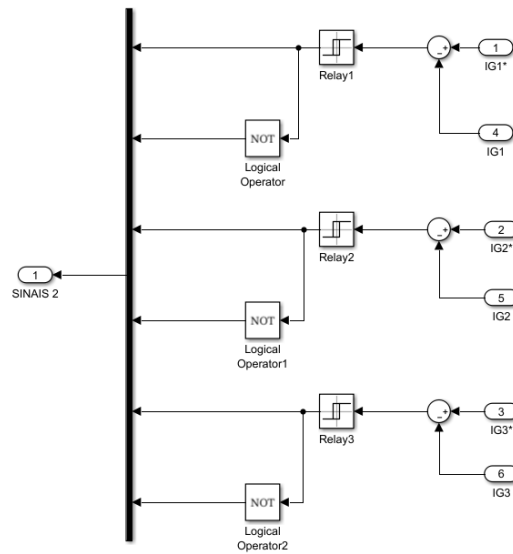 1
IG1*
Relay1
4
IG1
NOT
Logical
Operator
2
IG2*
Relay2
1
SINAIS 2
5
IG2
NOT
Logical
Operator1
3
IG3*
Relay3
6
IG3
NOT
Logical
Operator2